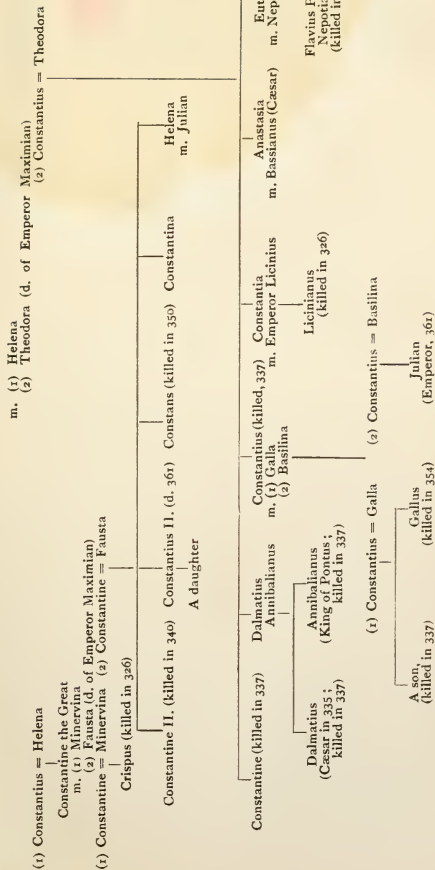 m. (1) Helena
(2) Theodora (d. of Emperor Maximian)
(1) Constantius = Helena
(2) Constantius = Theodora
Constantine the Great
m. (1) Minervina
(2) Fausta (d. of Emperor Maximian)
(1) Constantine = Minervina (2) Constantine = Fausta
Crispus (killed in 326)
Constantine II. (killed in 340) Constantius II. (d. 361) Constans (killed in 350) Constantina Helena
m. Julian
A daughter
Constantine (killed in 337) Dalmatius
Annibalianus
Constantius (killed, 337)
m. (1) Galla
(2) Basilina
Constantia
m. Emperor Licinius
Anastasia
m. Bassianus (Cæsar)
Eut
m. Nep
Dalmatius
(Cæsar in 335 ;
killed in 337)
Annibalianus
(King of Pontus ;
killed in 337)
Licinianus
(killed in 326)
Flavius P
Nepotia
(killed in
(1) Constantius = Galla
(2) Constantius = Basilina
A son,
(killed in 337)
Gallus
(killed in 354)
Julian
(Emperor, 361)